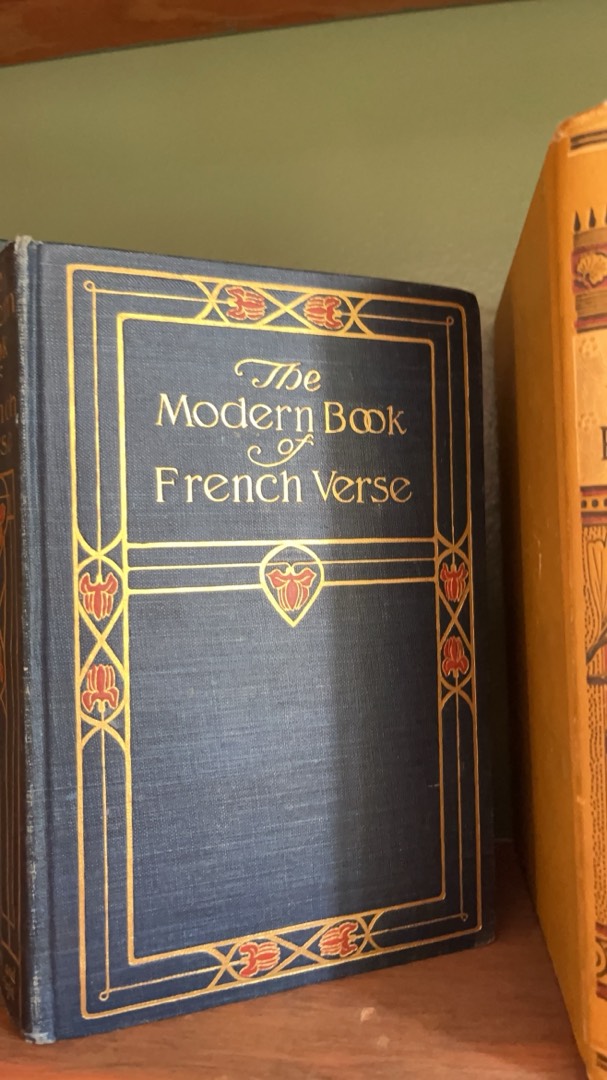 The
Modern Book
of
French Verse